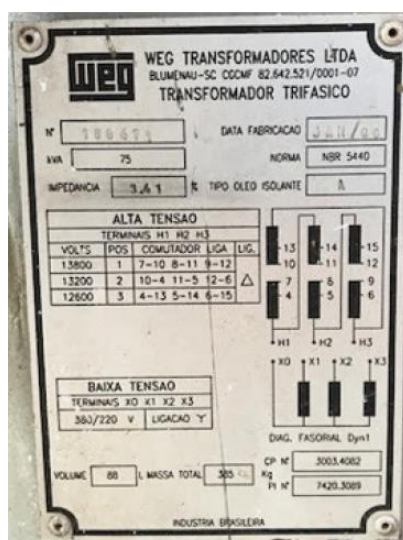 weg
WEG TRANSFORMADORES LTDA
BLUMENAU-SC CGCMF 82.642.521/0001-07
TRANSFORMADOR TRIFASICO
Nº DATA FABRICACAO JAN/00
kVA 75 NORMA NBR 5440
IMPEDANCIA 3.41 % TIPO OLEO ISOLANTE A
ALTA TENSAO
TERMINAIS H1 H2 H3
VOLTS POS COMUTADOR LIGA LIG.
13800 1 7-10 8-11 9-12
13200 2 10-4 11-5 12-6 △
12600 3 4-13 5-14 6-15
13 14 15
10 11 12
7 8 9
4 5 6
H1 H2 H3
X0 X1 X2 X3
BAIXA TENSAO
TERMINAIS X0 X1 X2 X3
380/220 V LIGACAO Y
DIAG. FASORIAL Dyn1
VOLUME 88 L MASSA TOTAL 385 Kg
CP Nº 3003.4082
PI Nº 7420.3089
INDUSTRIA BRASILEIRA